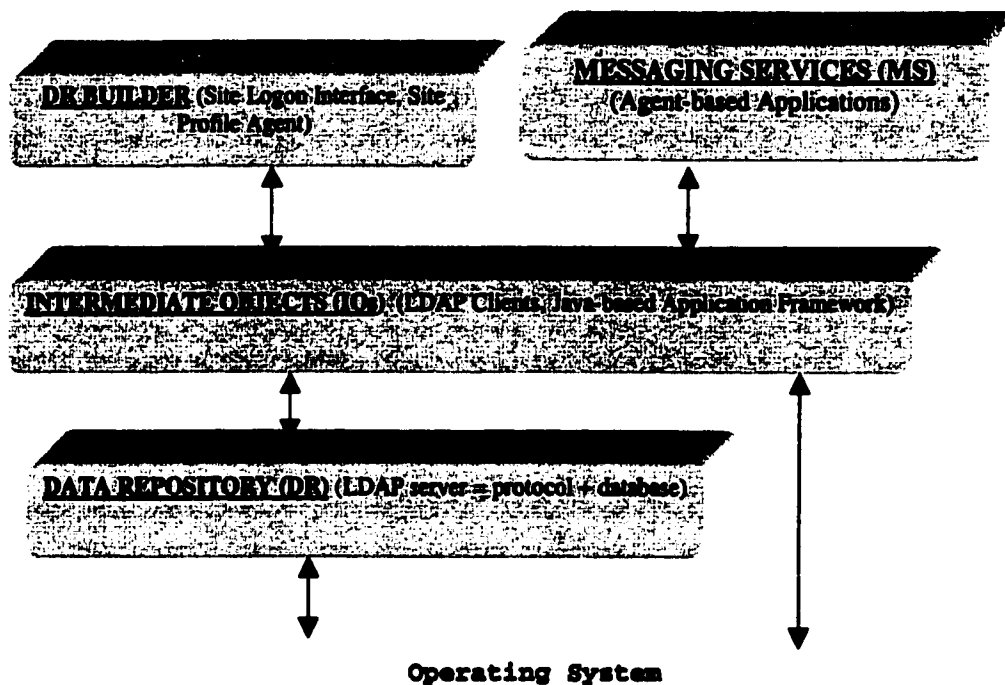 DR BUILDER (Site Logon Interface, Site
Profile Agent)
MESSAGING SERVICES (MS)
(Agent-based Applications)
INTERMEDIATE OBJECTS (IOs) (LDAP Clients, Java-based Application Framework)
DATA REPOSITORY (DR) (LDAP server = protocol + database)
Operating System